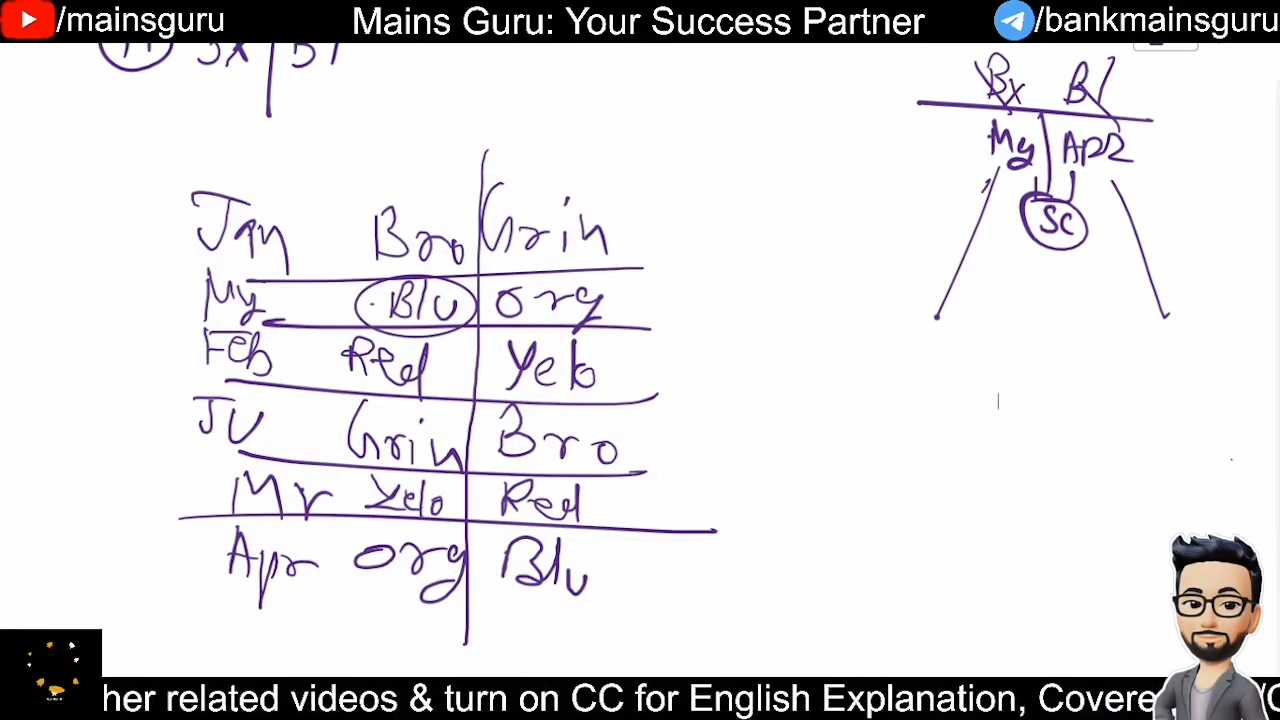 /mainsguru Mains Guru: Your Success Partner /bankmainsguru
Bx Bl
My APR
SC
Jan Bro Grin
My Blu Org
Feb Red Yelo
JU Grin Bro
Mr Yelo Red
Apr Org Blu
her related videos & turn on CC for English Explanation, Covere